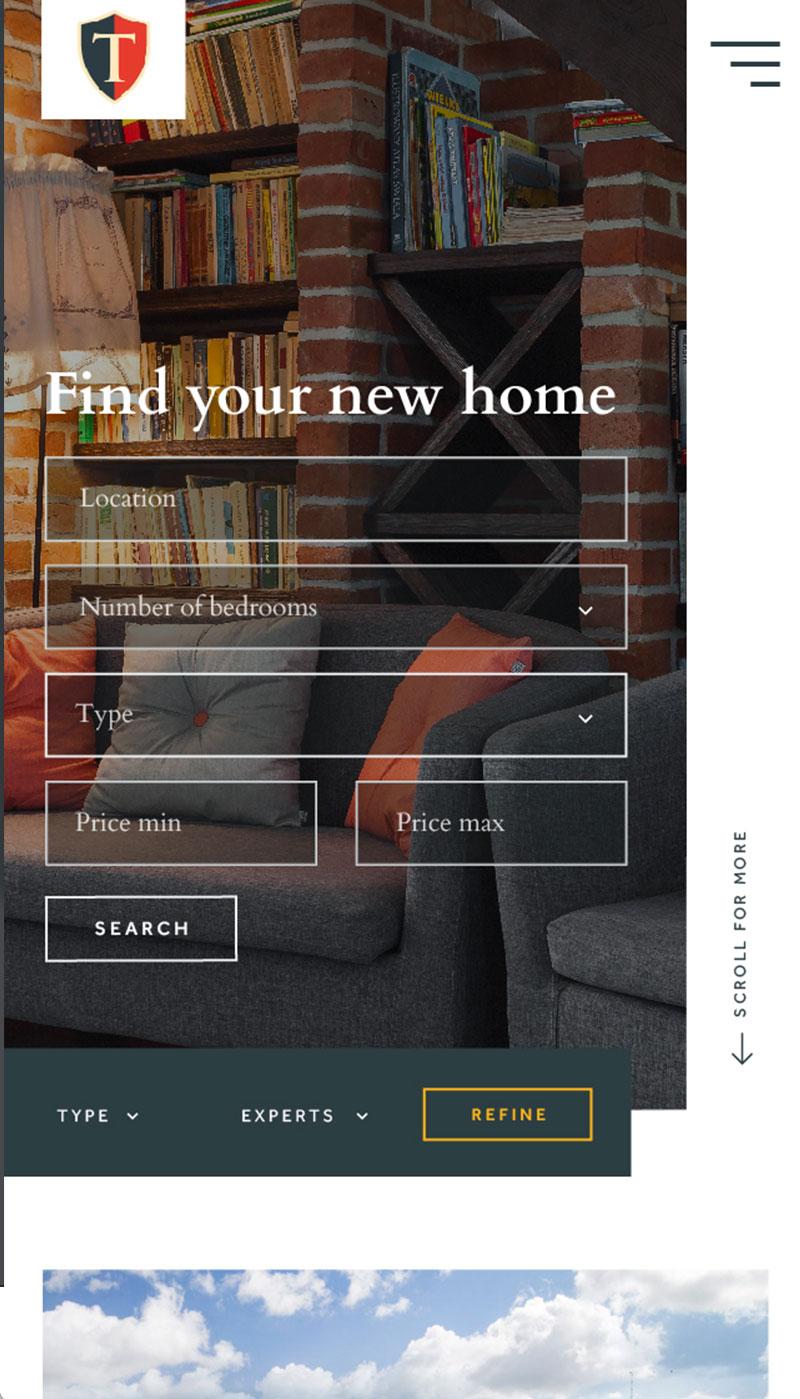 T
Find your new home
Location
Number of bedrooms
Type
Price min
Price max
SEARCH
SCROLL FOR MORE
TYPE
EXPERTS
REFINE